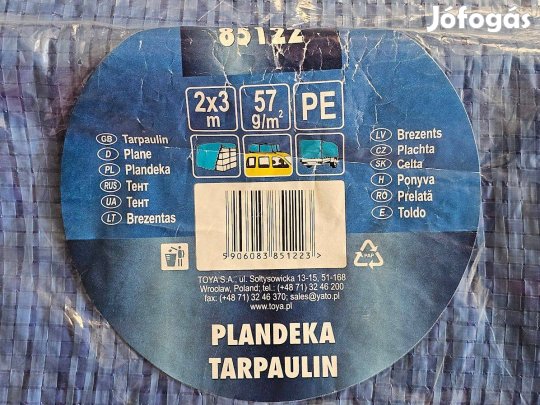 Jófogás
85122
2x3 m
57 g/m²
PE
GB Tarpaulin
D Plane
PL Plandeka
RUS Тент
UA Тент
LT Brezentas
LV Brezents
CZ Plachta
SK Celta
H Ponyva
RO Prelată
E Toldo
5 906083 851223 >
PAP
TOYA S.A., ul. Sołtysowicka 13-15, 51-168
Wrocław, Poland; tel.: (+48 71) 32 46 200
fax: (+48 71) 32 46 370; sales@yato.pl
www.toya.pl
PLANDEKA
TARPAULIN